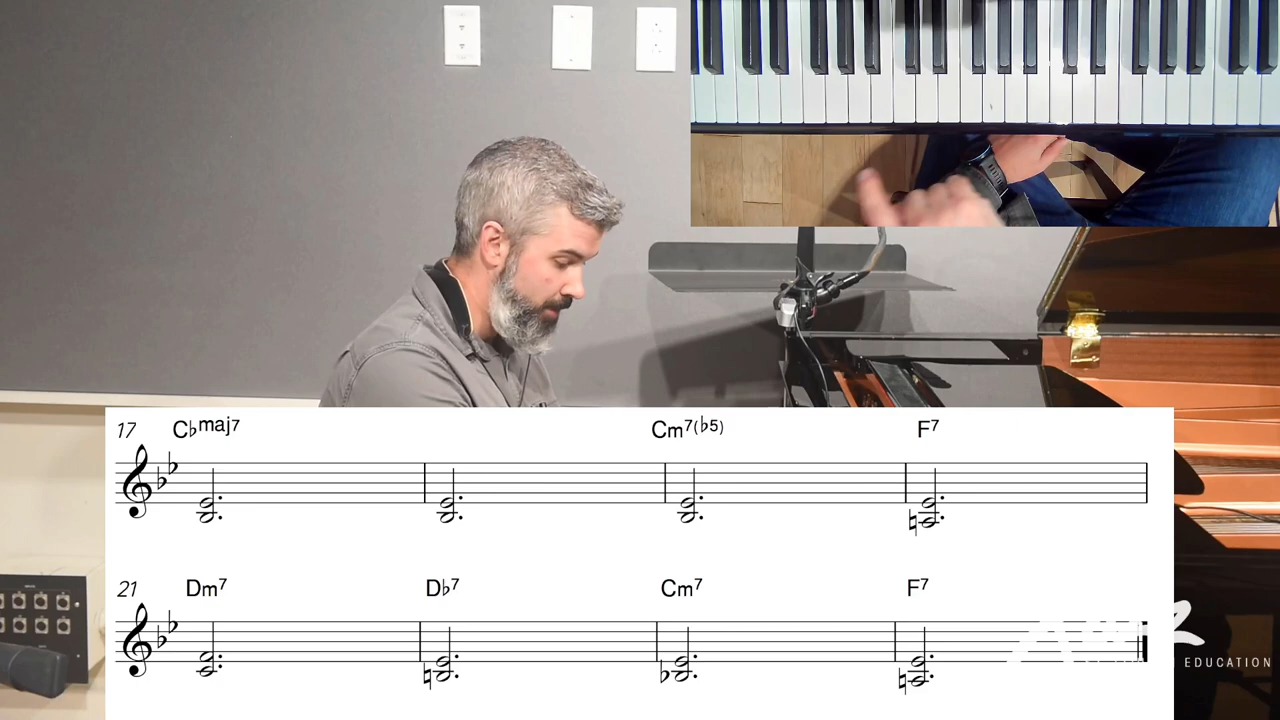 17 C♭maj7 Cm7(♭5) F7
21 Dm7 D♭7 Cm7 F7
EDUCATION